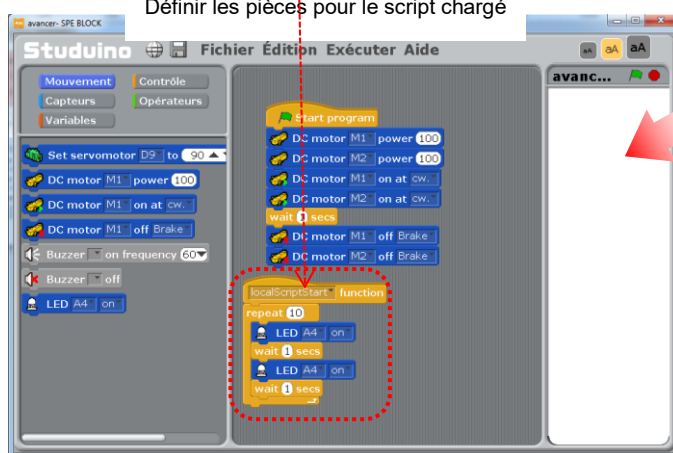 Définir les pièces pour le script chargé
avancer- SPE BLOCK
Studuino Fichier Édition Exécuter Aide aA aA aA
Mouvement Contrôle
Capteurs Opérateurs
Variables
Set servomotor D9 to 90
DC motor M1 power 100
DC motor M1 on at cw.
DC motor M1 off Brake
Buzzer on frequency 60
Buzzer off
LED A4 on
Start program
DC motor M1 power 100
DC motor M2 power 100
DC motor M1 on at cw.
DC motor M2 on at cw.
wait 1 secs
DC motor M1 off Brake
DC motor M2 off Brake
localScriptStart function
repeat 10
LED A4 on
wait 1 secs
LED A4 on
wait 1 secs
avanc...